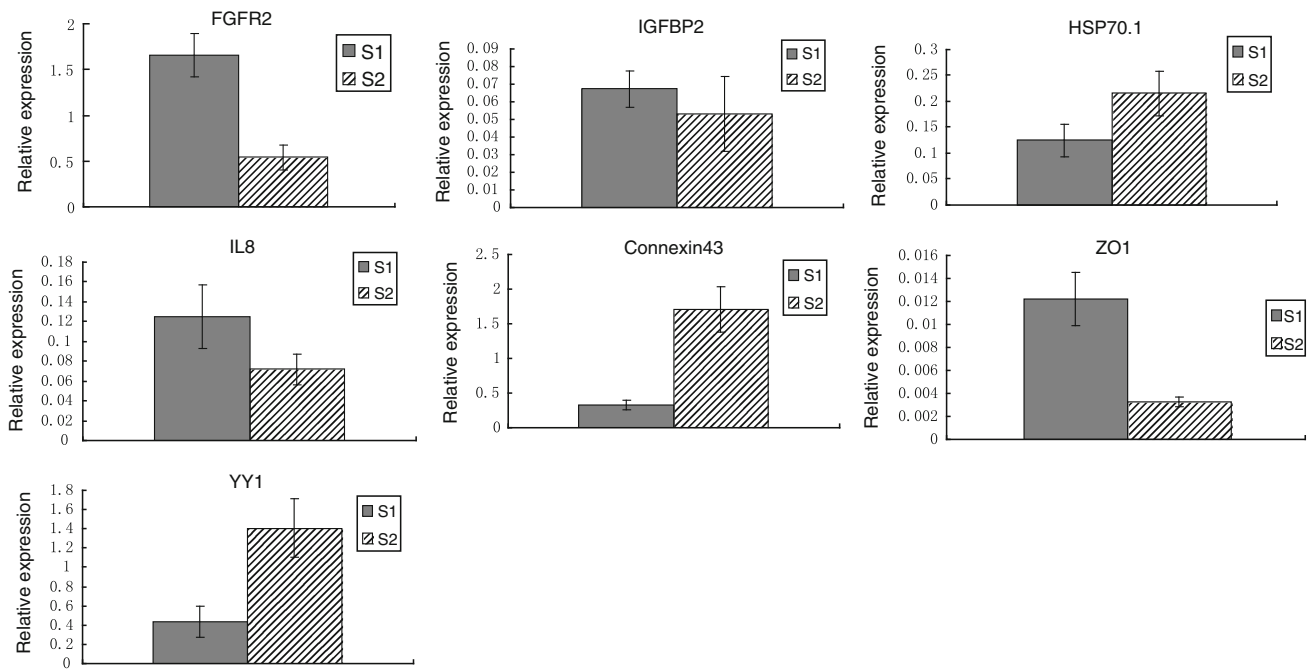 FGFR2
Relative expression
2
1.5
1
0.5
0
S1
S2
IGFBP2
Relative expression
0.09
0.08
0.07
0.06
0.05
0.04
0.03
0.02
0.01
0
S1
S2
HSP70.1
Relative expression
0.3
0.25
0.2
0.15
0.1
0.05
0
S1
S2
IL8
Relative expression
0.18
0.16
0.14
0.12
0.1
0.08
0.06
0.04
0.02
0
S1
S2
Connexin43
Relative expression
2.5
2
1.5
1
0.5
0
S1
S2
ZO1
Relative expression
0.016
0.014
0.012
0.01
0.008
0.006
0.004
0.002
0
S1
S2
YY1
Relative expression
1.8
1.6
1.4
1.2
1
0.8
0.6
0.4
0.2
0
S1
S2